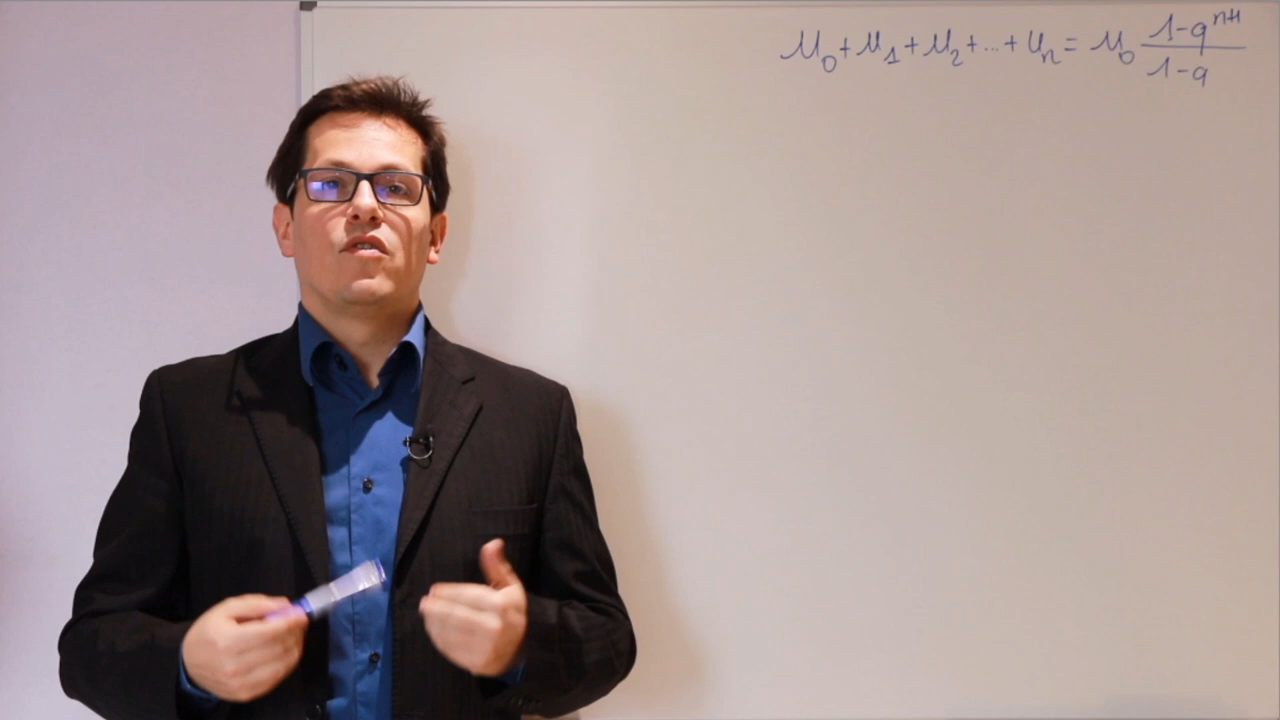 u₀+u₁+u₂+...+uₙ= u₀ (1-q^(n+1))/(1-q)